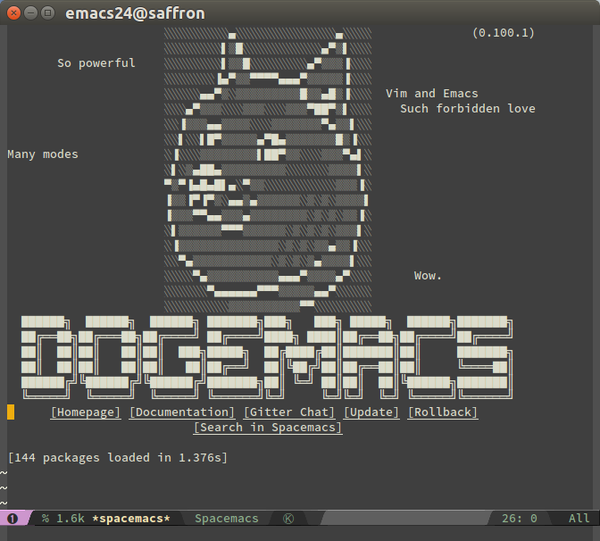 emacs24@saffron
(0.100.1)
So powerful
Vim and Emacs
Such forbidden love
Many modes
Wow.
DOGEMACS
[Homepage] [Documentation] [Gitter Chat] [Update] [Rollback]
[Search in Spacemacs]
[144 packages loaded in 1.376s]
~
~
~
❶ % 1.6k *spacemacs* Spacemacs Ⓚ 26: 0 All